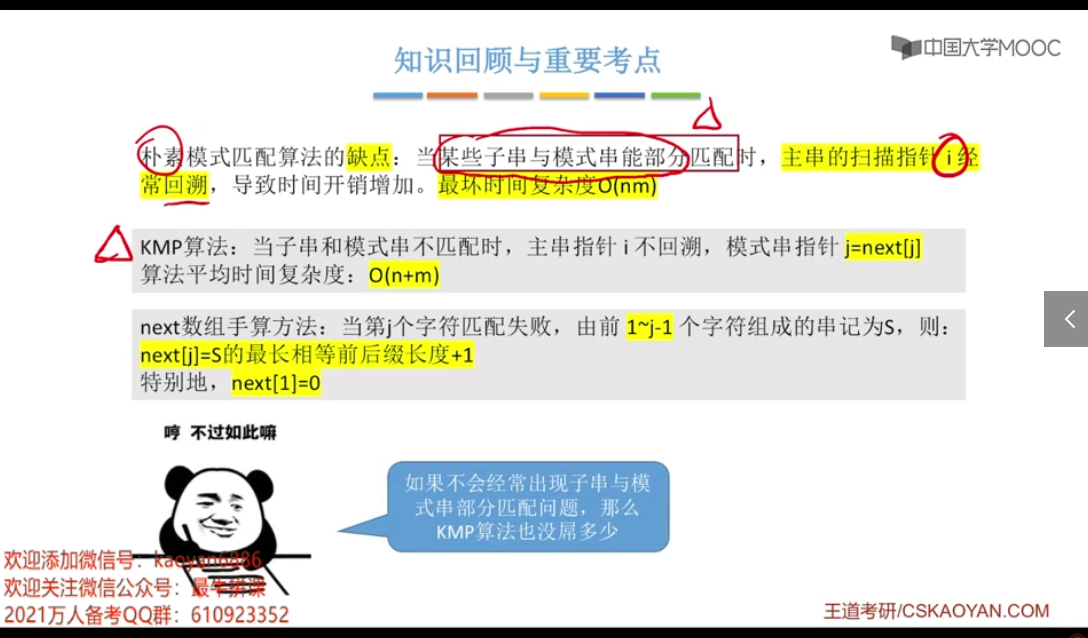 中国大学MOOC
知识回顾与重要考点
朴素模式匹配算法的缺点：当某些子串与模式串能部分匹配时，主串的扫描指针 i 经
常回溯，导致时间开销增加。最坏时间复杂度O(nm)
KMP算法：当子串和模式串不匹配时，主串指针 i 不回溯，模式串指针 j=next[j]
算法平均时间复杂度：O(n+m)
next数组手算方法：当第j个字符匹配失败，由前 1~j-1 个字符组成的串记为S，则：
next[j]=S的最长相等前后缀长度+1
特别地，next[1]=0
哼 不过如此嘛
如果不会经常出现子串与模
式串部分匹配问题，那么
KMP算法也没屌多少
欢迎添加微信号：kaoyan6886
欢迎关注微信公众号：最牛拼课
2021万人备考QQ群：610923352
王道考研/CSKAOYAN.COM